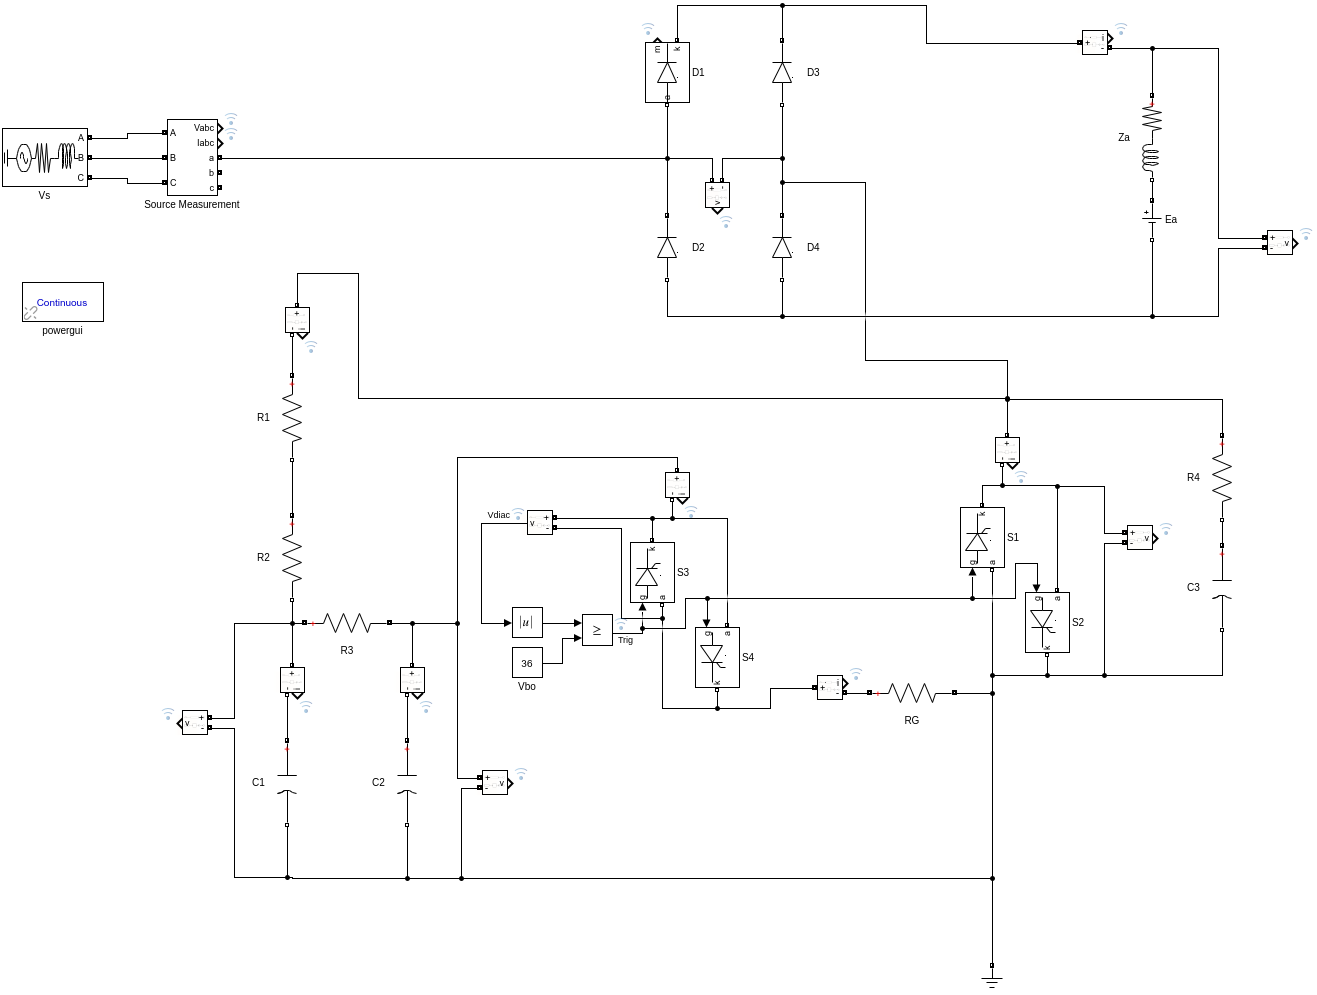 m
k
i
+
-
a
D1
D3
A
B
C
Vs
A
B
C
Vabc
Iabc
a
b
c
Source Measurement
Za
+
-
v
D2
D4
+
Ea
+
-
v
Continuous
powergui
+
-
R1
+
-
R4
+
-
Vdiac
v
+
-
k
g
a
S1
+
-
v
R2
k
g
a
S3
C3
g
a
k
S2
|u|
≥
Trig
R3
g
a
k
S4
36
Vbo
+
-
+
-
i
+
-
RG
v
+
-
C1
C2
+
-
v